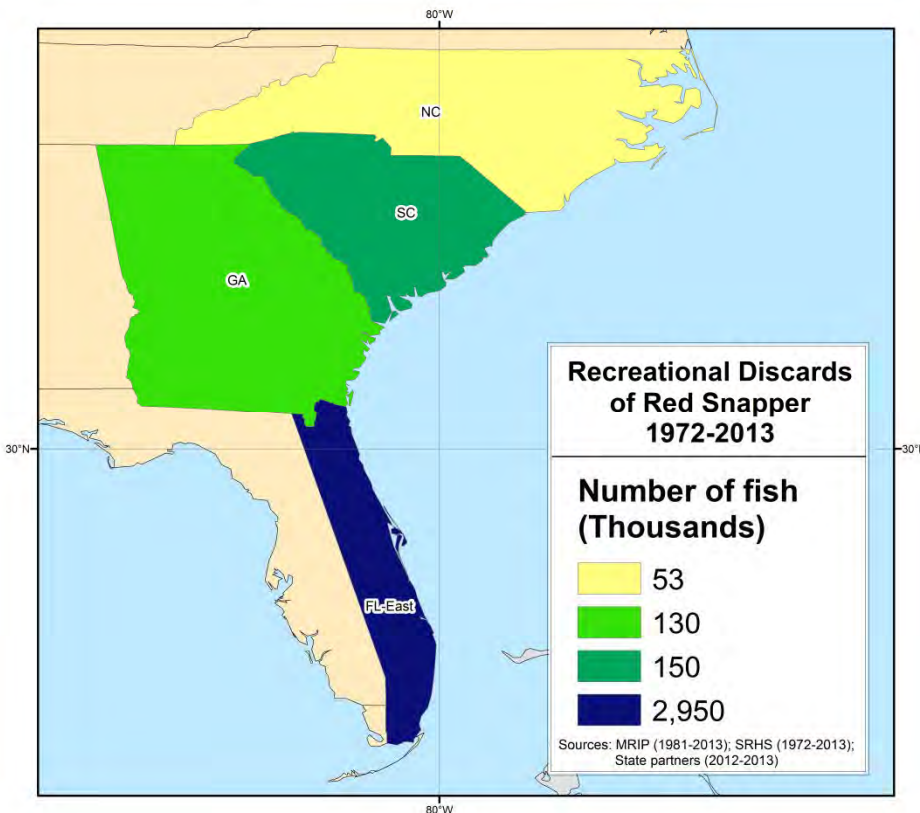 80°W
NC
SC
GA
30°N
30°
FL-East
Recreational Discards
of Red Snapper
1972-2013
Number of fish
(Thousands)
53
130
150
2,950
Sources: MRIP (1981-2013); SRHS (1972-2013);
State partners (2012-2013)
80°W